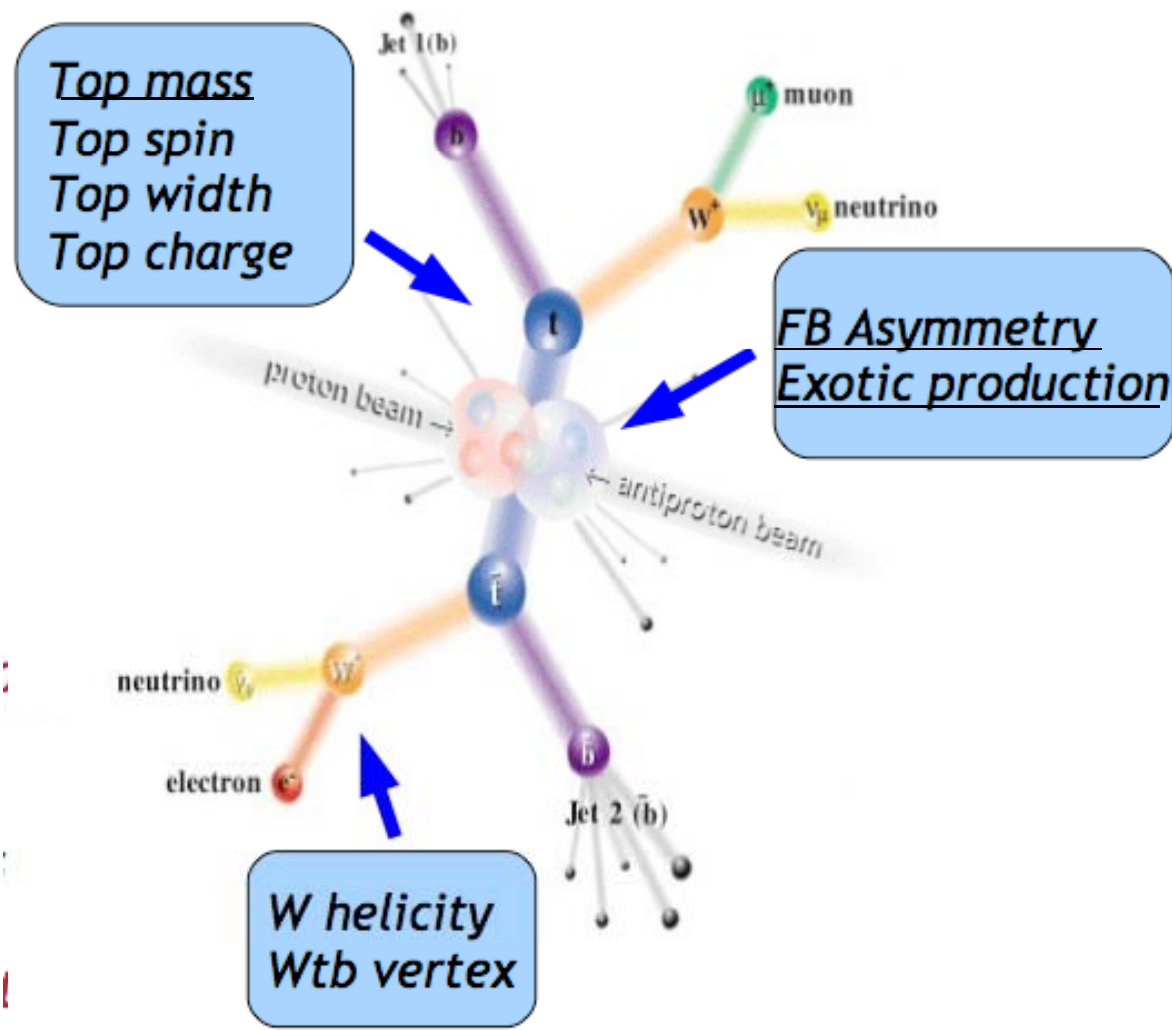 Top mass
Top spin
Top width
Top charge
Jet 1(b)
b
μ⁺ muon
W⁺
νμ neutrino
t
FB Asymmetry
Exotic production
proton beam →
← antiproton beam
t̄
neutrino
electron e⁻
b̄
Jet 2 (b̄)
W helicity
Wtb vertex